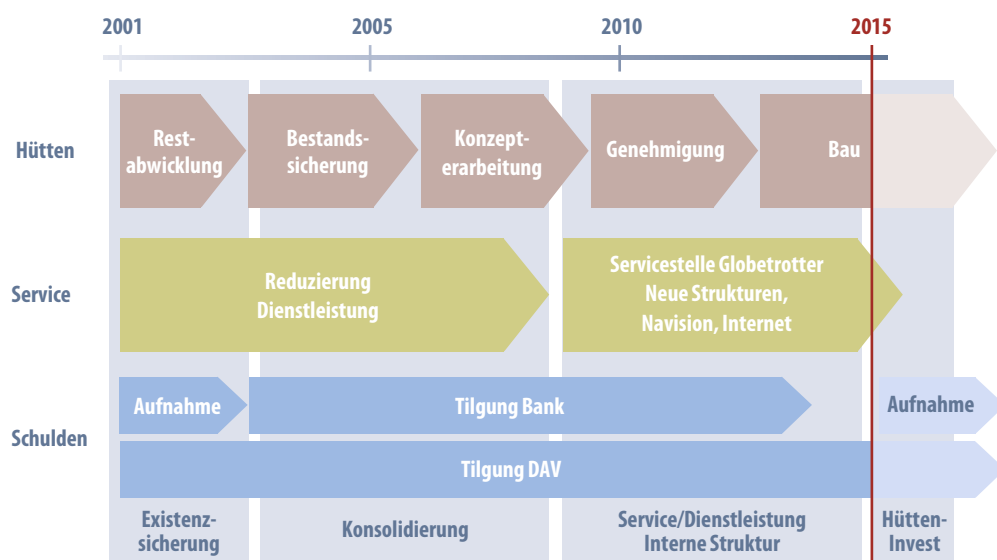 2001 2005 2010 2015
Hütten
Rest-
abwicklung
Bestands-
sicherung
Konzept-
erarbeitung
Genehmigung
Bau
Service
Reduzierung
Dienstleistung
Servicestelle Globetrotter
Neue Strukturen,
Navision, Internet
Schulden
Aufnahme
Tilgung Bank
Aufnahme
Tilgung DAV
Existenz-
sicherung
Konsolidierung
Service/Dienstleistung
Interne Struktur
Hütten-
Invest